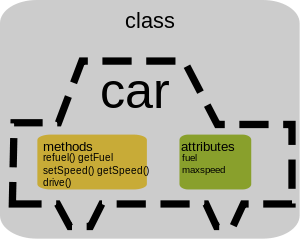 class
car
methods
refuel() getFuel
setSpeed() getSpeed()
drive()
attributes
fuel
maxspeed